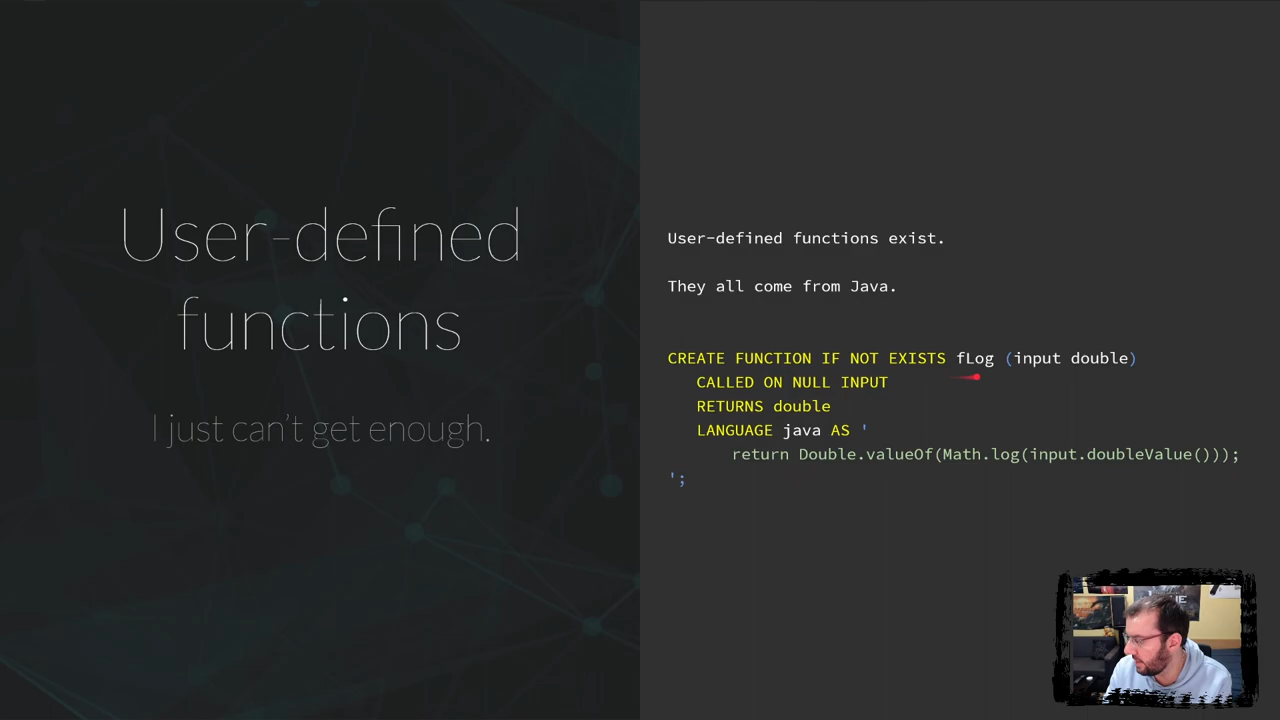 User-defined
functions
I just can't get enough.
User-defined functions exist.
They all come from Java.
CREATE FUNCTION IF NOT EXISTS fLog (input double)
CALLED ON NULL INPUT
RETURNS double
LANGUAGE java AS '
return Double.valueOf(Math.log(input.doubleValue()));
';